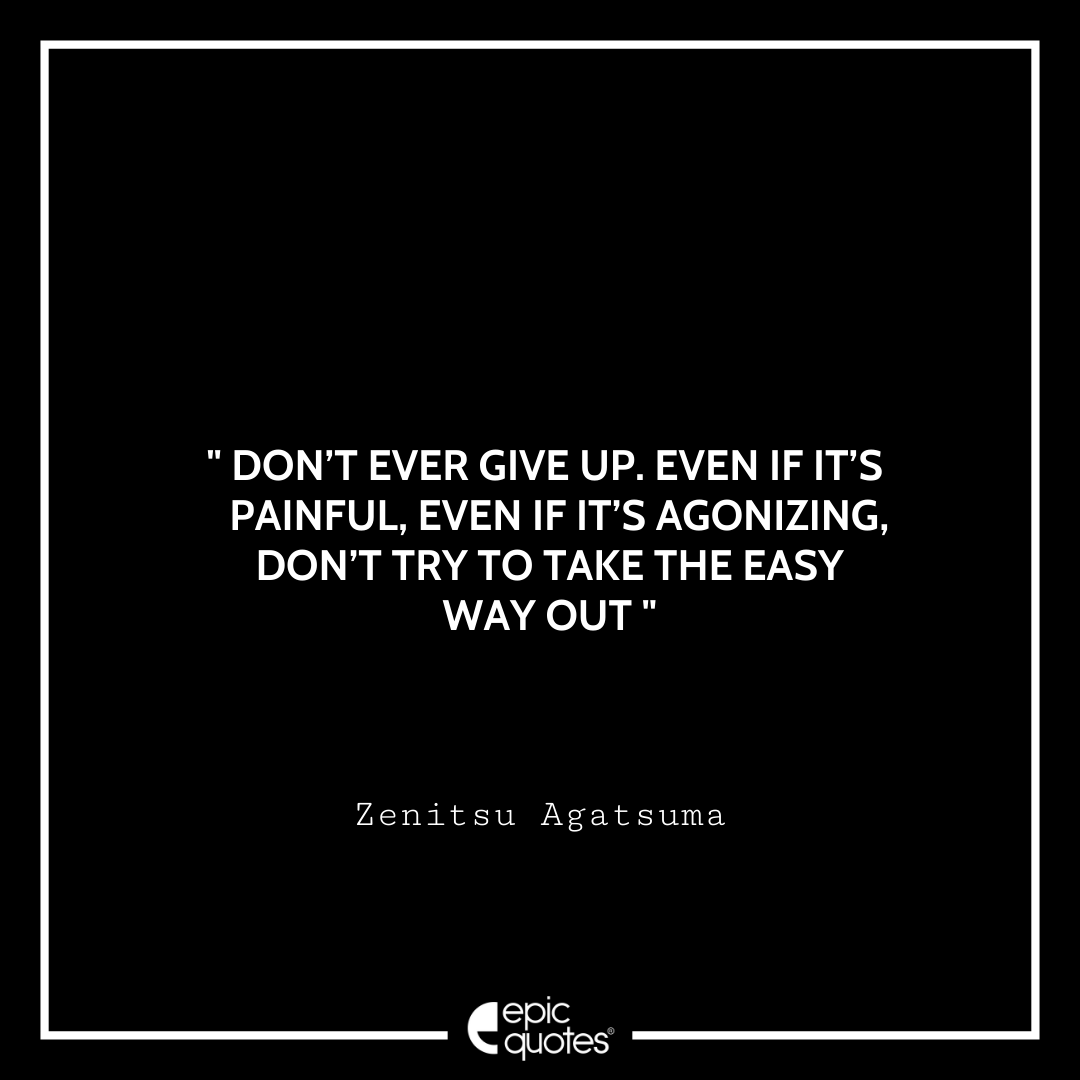 " DON’T EVER GIVE UP. EVEN IF IT’S
PAINFUL, EVEN IF IT’S AGONIZING,
DON’T TRY TO TAKE THE EASY
WAY OUT "
Zenitsu Agatsuma
epic
quotes®